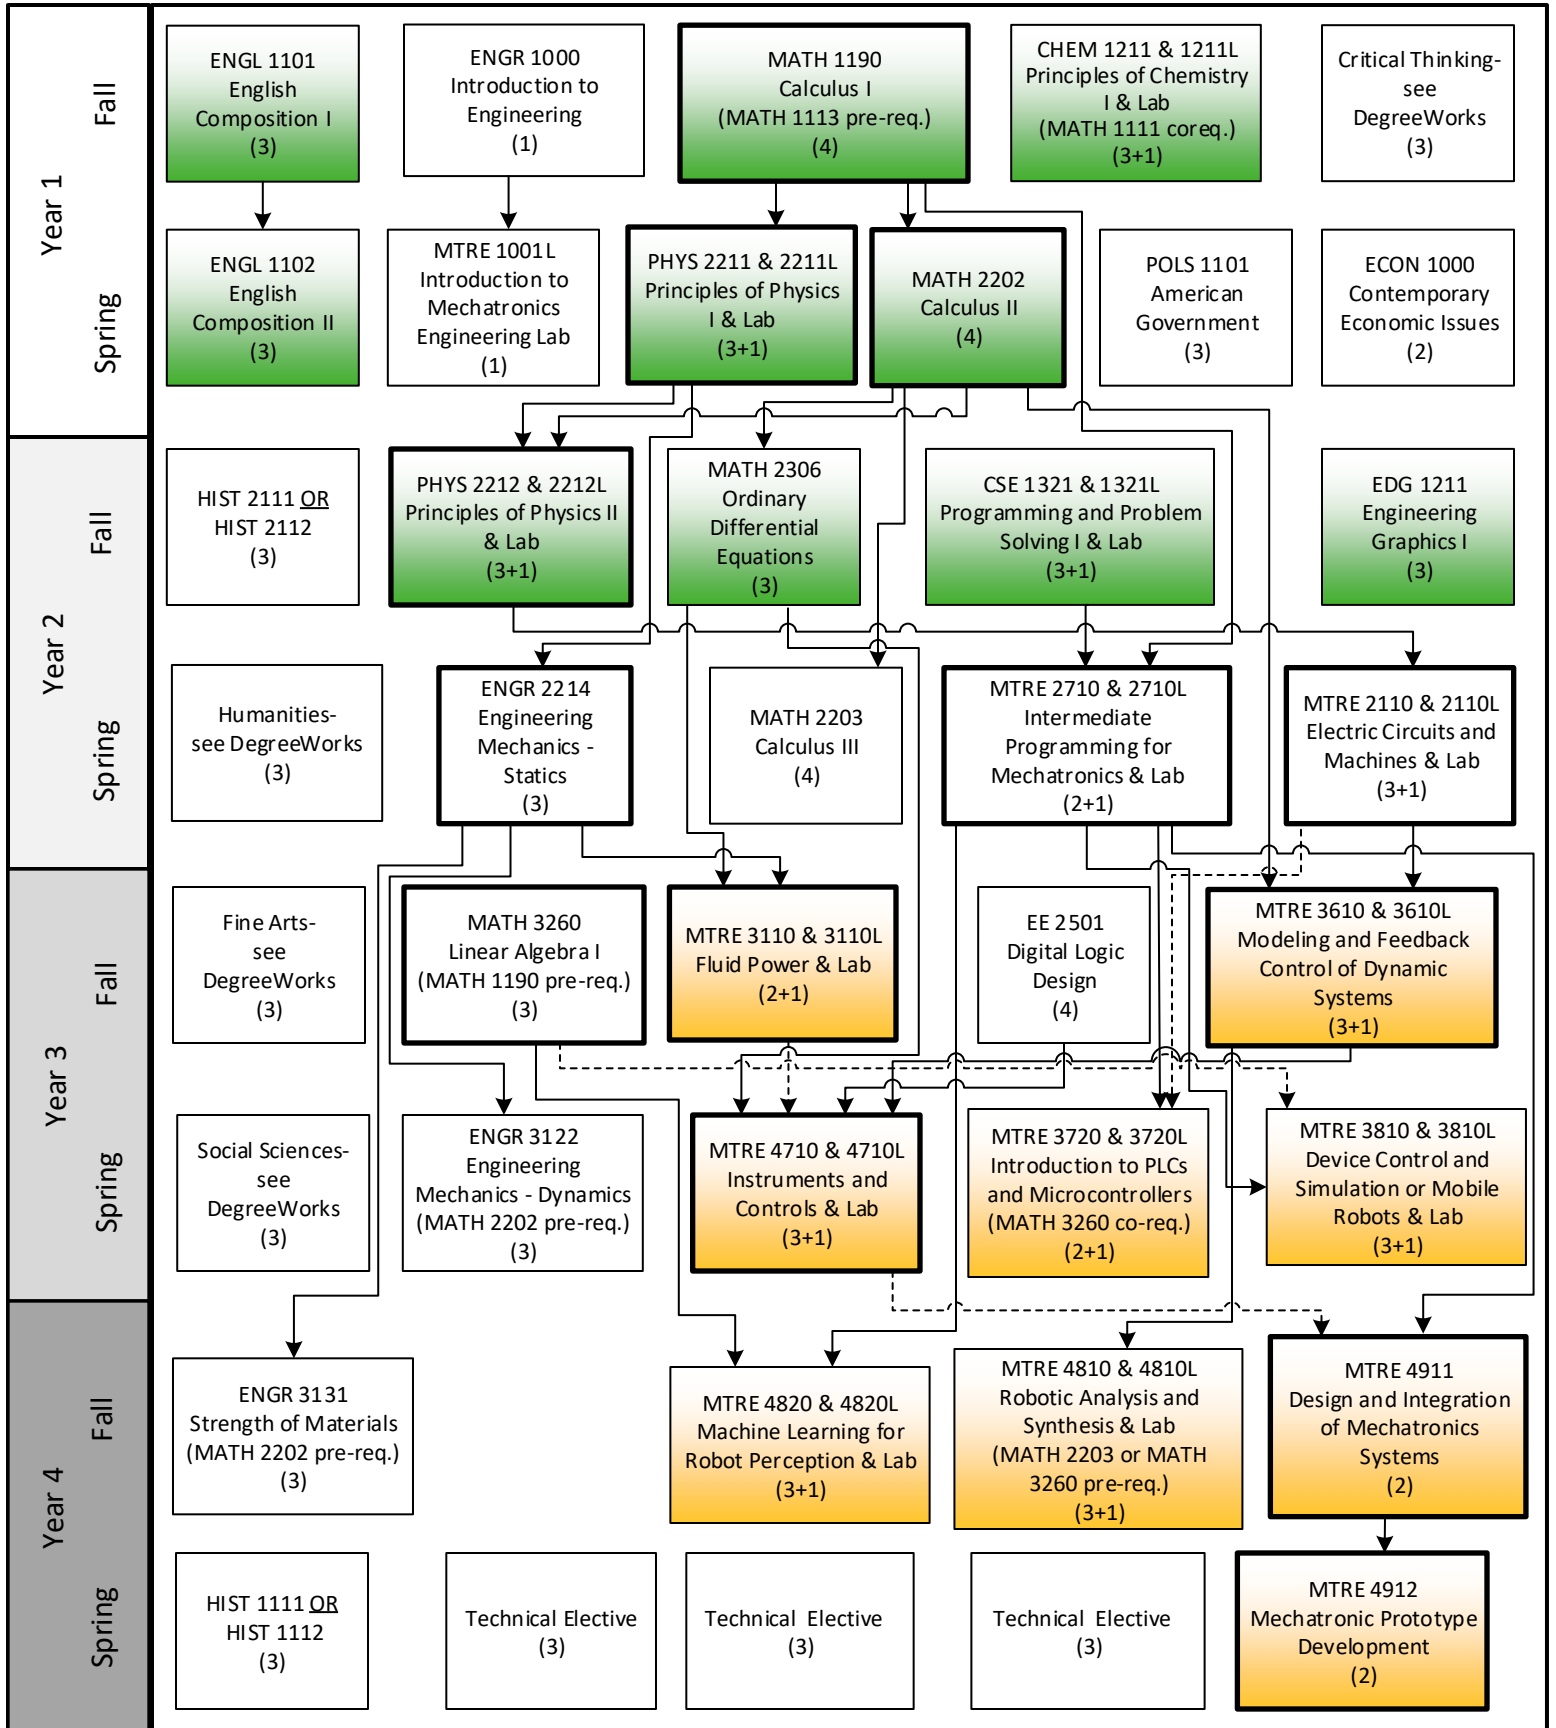 Year 1
Fall
ENGL 1101
English
Composition I
(3)
ENGR 1000
Introduction to
Engineering
(1)
MATH 1190
Calculus I
(MATH 1113 pre-req.)
(4)
CHEM 1211 & 1211L
Principles of Chemistry
I & Lab
(MATH 1111 coreq.)
(3+1)
Critical Thinking-
see
DegreeWorks
(3)
Spring
ENGL 1102
English
Composition II
(3)
MTRE 1001L
Introduction to
Mechatronics
Engineering Lab
(1)
PHYS 2211 & 2211L
Principles of Physics
I & Lab
(3+1)
MATH 2202
Calculus II
(4)
POLS 1101
American
Government
(3)
ECON 1000
Contemporary
Economic Issues
(2)
Year 2
Fall
HIST 2111 OR
HIST 2112
(3)
PHYS 2212 & 2212L
Principles of Physics II
& Lab
(3+1)
MATH 2306
Ordinary
Differential
Equations
(3)
CSE 1321 & 1321L
Programming and Problem
Solving I & Lab
(3+1)
EDG 1211
Engineering
Graphics I
(3)
Spring
Humanities-
see DegreeWorks
(3)
ENGR 2214
Engineering
Mechanics -
Statics
(3)
MATH 2203
Calculus III
(4)
MTRE 2710 & 2710L
Intermediate
Programming for
Mechatronics & Lab
(2+1)
MTRE 2110 & 2110L
Electric Circuits and
Machines & Lab
(3+1)
Year 3
Fall
Fine Arts-
see
DegreeWorks
(3)
MATH 3260
Linear Algebra I
(MATH 1190 pre-req.)
(3)
MTRE 3110 & 3110L
Fluid Power & Lab
(2+1)
EE 2501
Digital Logic
Design
(4)
MTRE 3610 & 3610L
Modeling and Feedback
Control of Dynamic
Systems
(3+1)
Spring
Social Sciences-
see
DegreeWorks
(3)
ENGR 3122
Engineering
Mechanics - Dynamics
(MATH 2202 pre-req.)
(3)
MTRE 4710 & 4710L
Instruments and
Controls & Lab
(3+1)
MTRE 3720 & 3720L
Introduction to PLCs
and Microcontrollers
(MATH 3260 co-req.)
(2+1)
MTRE 3810 & 3810L
Device Control and
Simulation or Mobile
Robots & Lab
(3+1)
Year 4
Fall
ENGR 3131
Strength of Materials
(MATH 2202 pre-req.)
(3)
MTRE 4820 & 4820L
Machine Learning for
Robot Perception & Lab
(3+1)
MTRE 4810 & 4810L
Robotic Analysis and
Synthesis & Lab
(MATH 2203 or MATH
3260 pre-req.)
(3+1)
MTRE 4911
Design and Integration
of Mechatronics
Systems
(2)
Spring
HIST 1111 OR
HIST 1112
(3)
Technical Elective
(3)
Technical Elective
(3)
Technical Elective
(3)
MTRE 4912
Mechatronic Prototype
Development
(2)